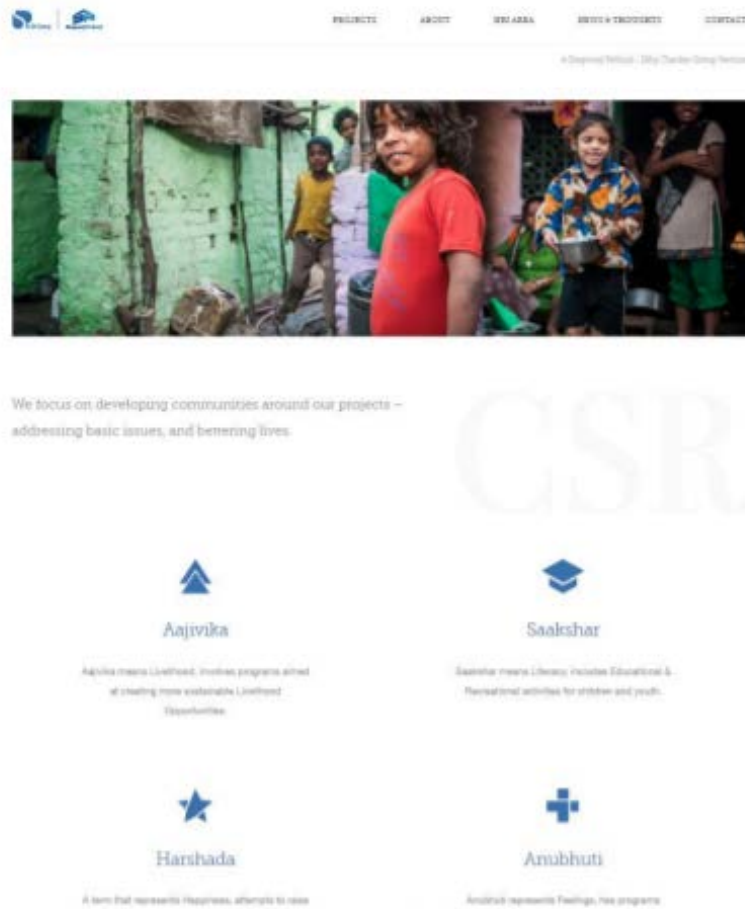 PROJECTS ABOUT NRI AREA NEWS & THOUGHTS CONTACT
We focus on developing communities around our projects –
addressing basic issues, and bettering lives.
CSR
Aajivika
Saakshar
Aajivika means Livelihood, involves programs aimed
at creating more sustainable Livelihood
Opportunities.
Saakshar means Literacy, includes Educational &
Recreational activities for children and youth.
Harshada
Anubhuti
A term that represents Happiness, attempts to raise
Anubhuti represents Feelings, has programs